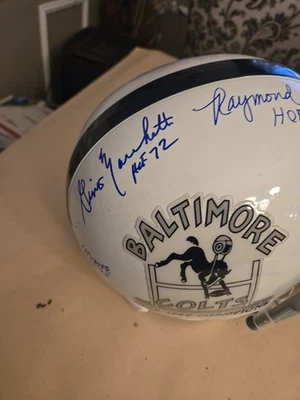 Gino Marchetti
HOF 72
Raymond
HOF
BALTIMORE
COLTS